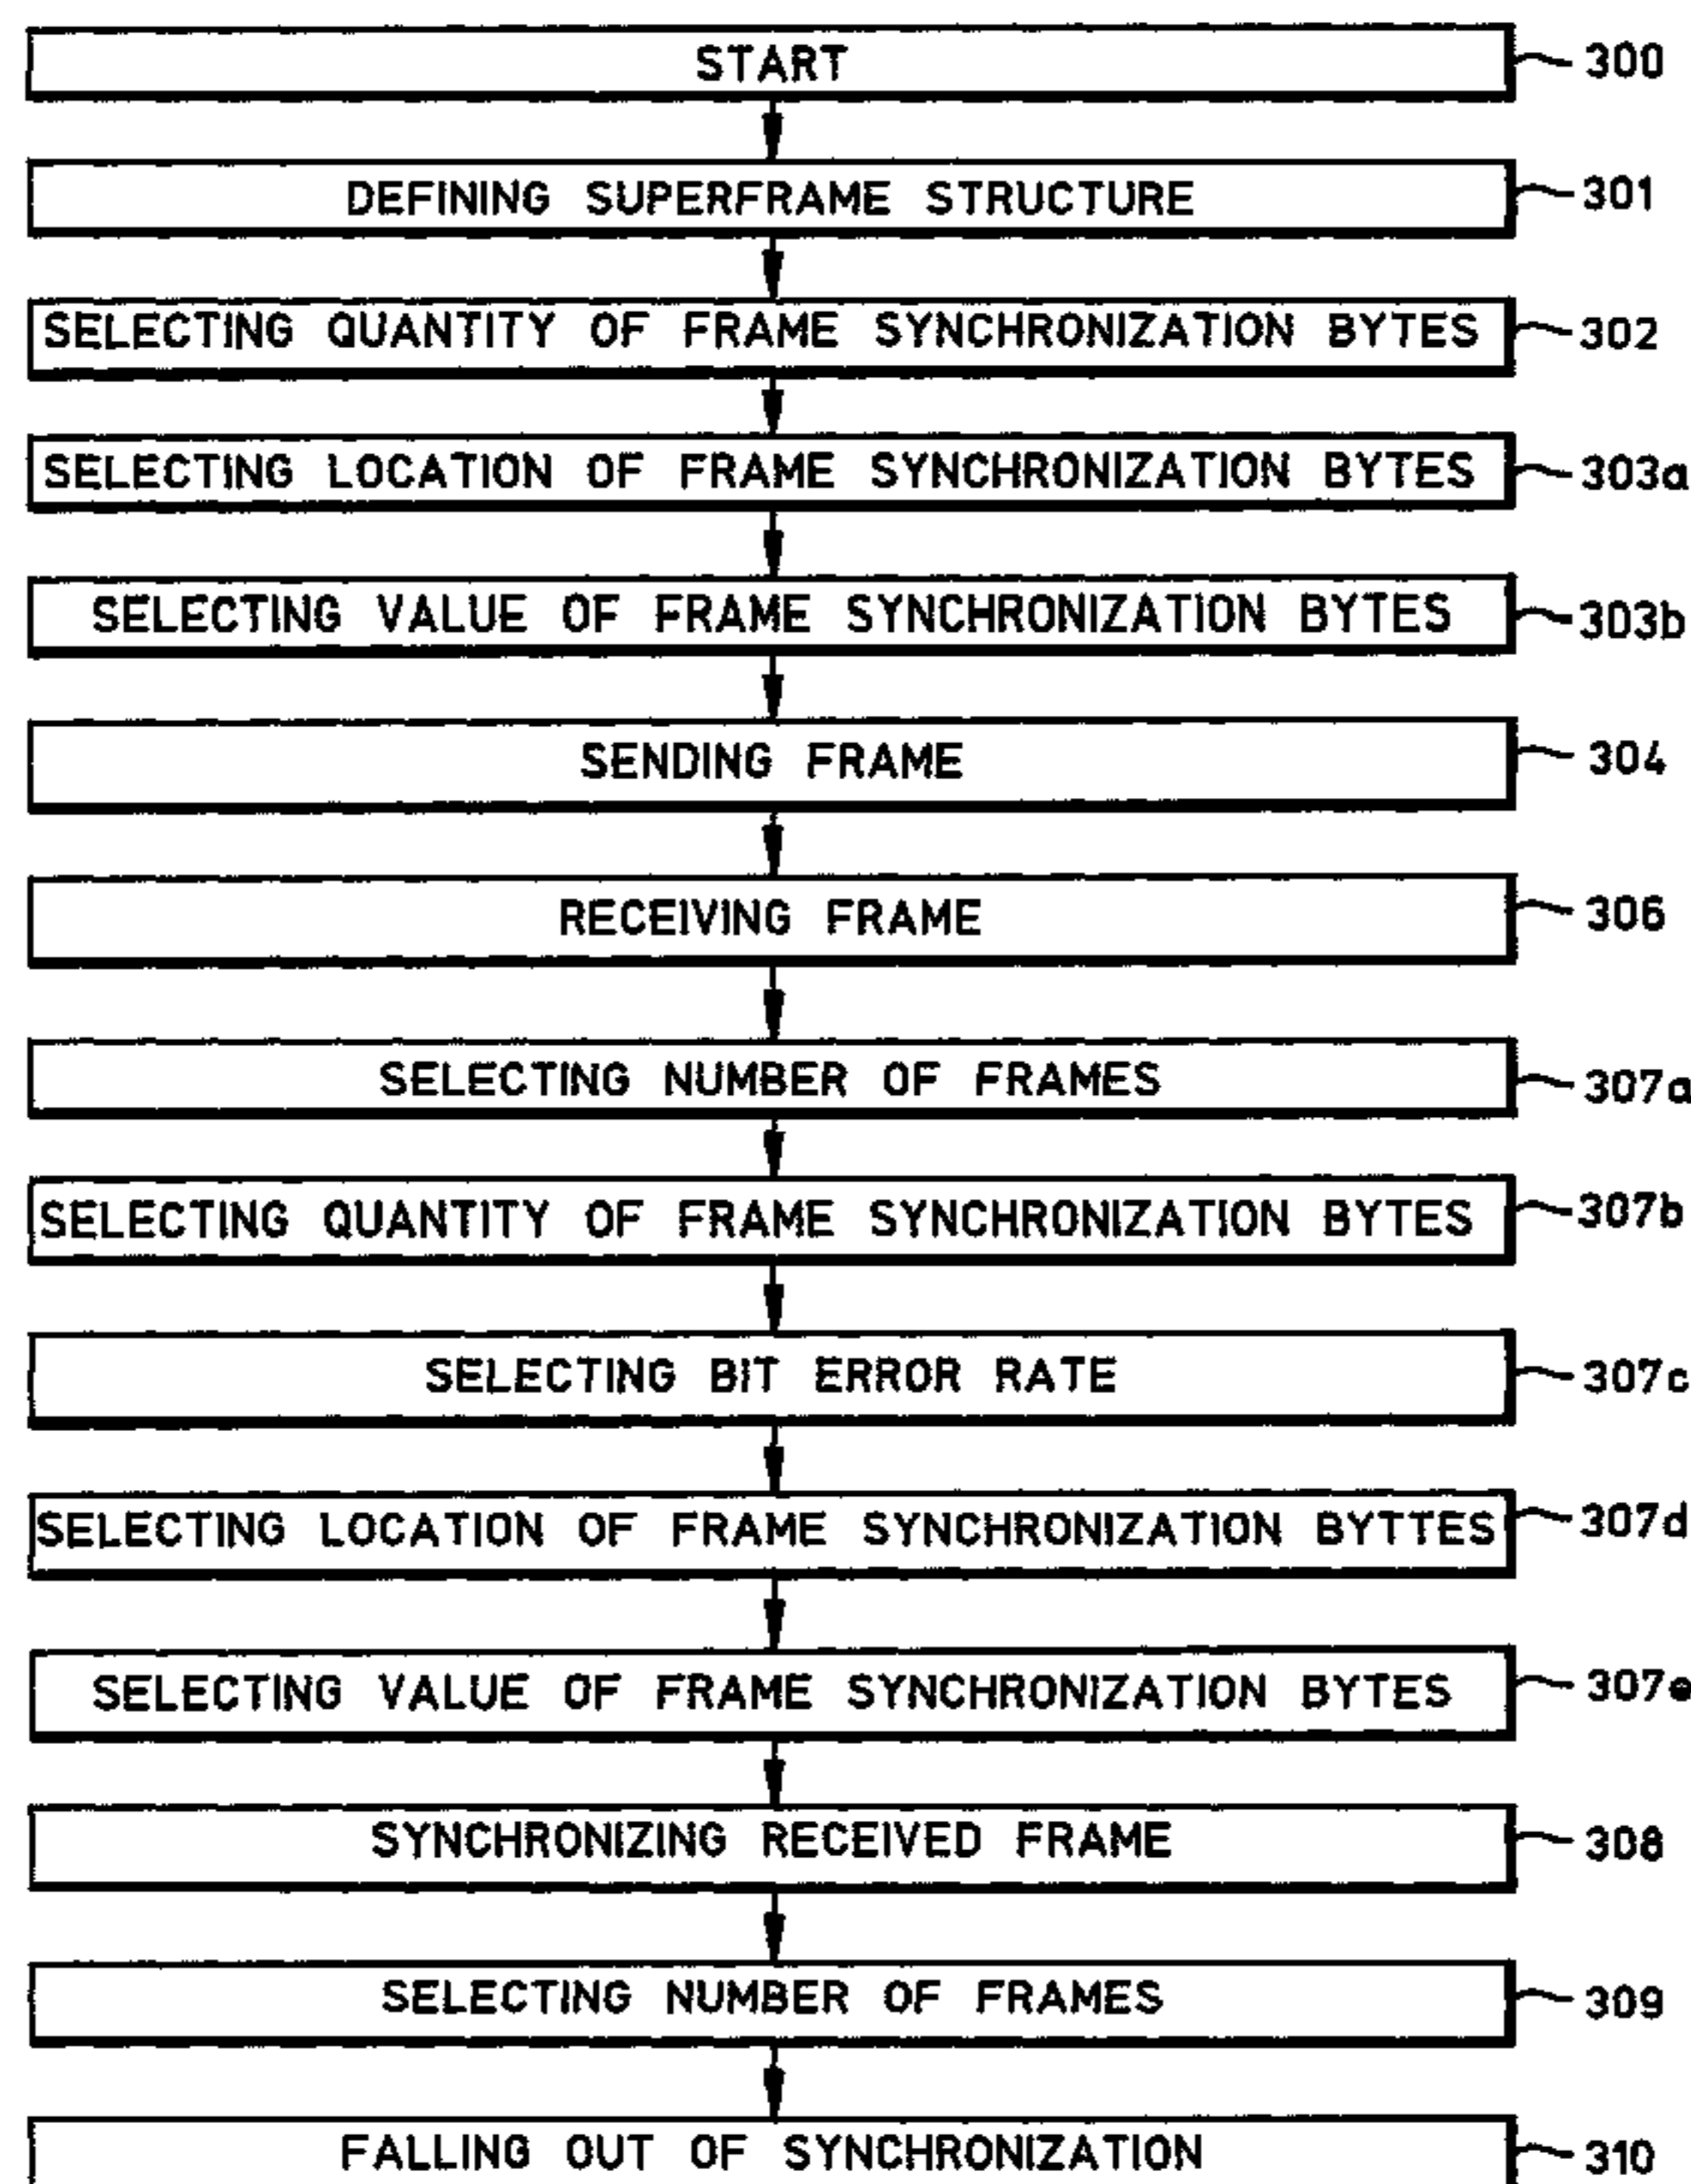 START 300
DEFINING SUPERFRAME STRUCTURE 301
SELECTING QUANTITY OF FRAME SYNCHRONIZATION BYTES 302
SELECTING LOCATION OF FRAME SYNCHRONIZATION BYTES 303a
SELECTING VALUE OF FRAME SYNCHRONIZATION BYTES 303b
SENDING FRAME 304
RECEIVING FRAME 306
SELECTING NUMBER OF FRAMES 307a
SELECTING QUANTITY OF FRAME SYNCHRONIZATION BYTES 307b
SELECTING BIT ERROR RATE 307c
SELECTING LOCATION OF FRAME SYNCHRONIZATION BYTTES 307d
SELECTING VALUE OF FRAME SYNCHRONIZATION BYTES 307e
SYNCHRONIZING RECEIVED FRAME 308
SELECTING NUMBER OF FRAMES 309
FALLING OUT OF SYNCHRONIZATION 310